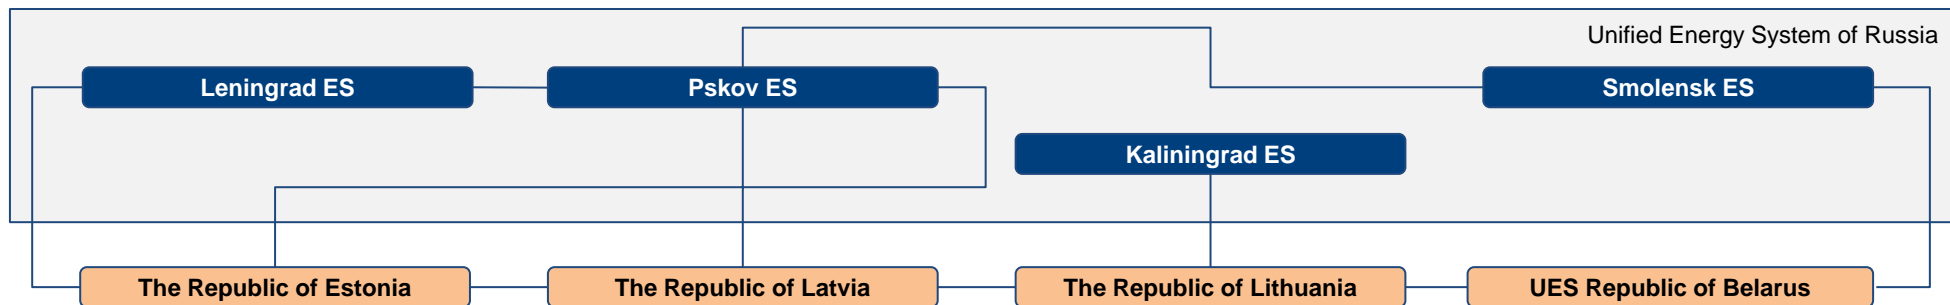 Unified Energy System of Russia
Leningrad ES
Pskov ES
Smolensk ES
Kaliningrad ES
The Republic of Estonia
The Republic of Latvia
The Republic of Lithuania
UES Republic of Belarus